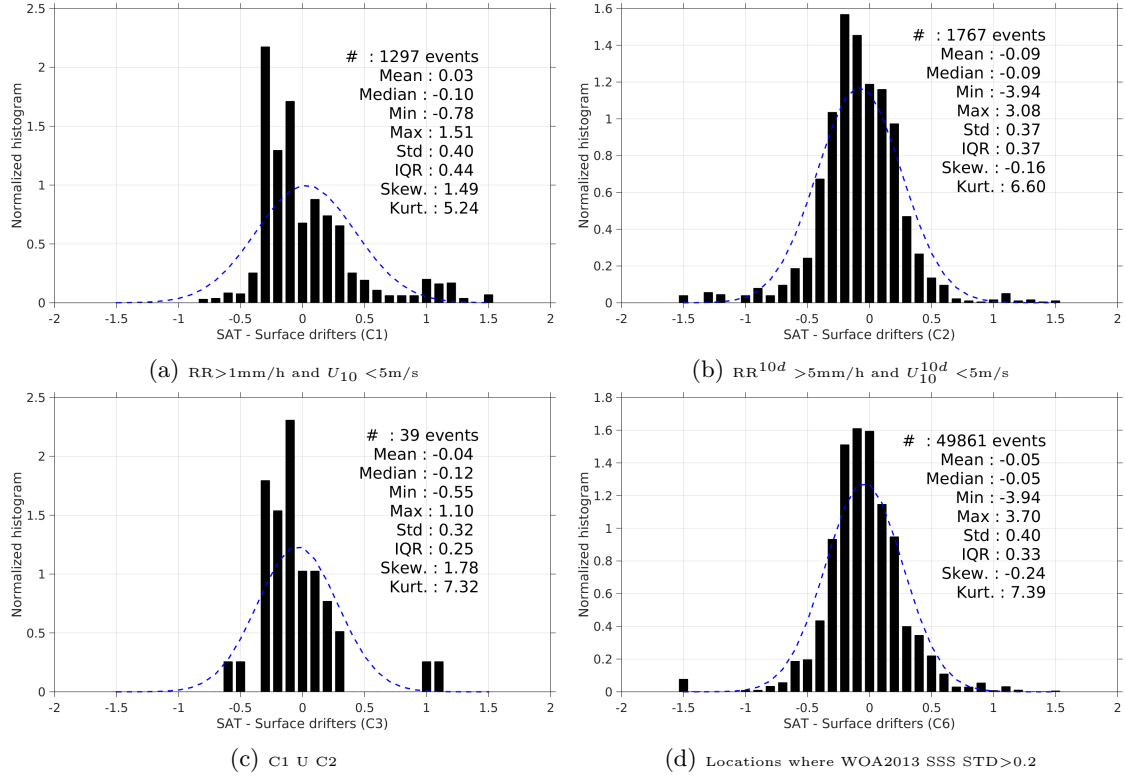 2.5
2
1.5
1
0.5
0
-2
-1.5
-1
-0.5
0
0.5
1
1.5
2
Normalized histogram
SAT - Surface drifters (C1)
# : 1297 events
Mean : 0.03
Median : -0.10
Min : -0.78
Max : 1.51
Std : 0.40
IQR : 0.44
Skew. : 1.49
Kurt. : 5.24
(a) RR>1mm/h and U10 <5m/s
1.6
1.4
1.2
1
0.8
0.6
0.4
0.2
0
-2
-1.5
-1
-0.5
0
0.5
1
1.5
2
Normalized histogram
SAT - Surface drifters (C2)
# : 1767 events
Mean : -0.09
Median : -0.09
Min : -3.94
Max : 3.08
Std : 0.37
IQR : 0.37
Skew. : -0.16
Kurt. : 6.60
(b) RR^10d >5mm/h and U10^10d <5m/s
2.5
2
1.5
1
0.5
0
-2
-1.5
-1
-0.5
0
0.5
1
1.5
2
Normalized histogram
SAT - Surface drifters (C3)
# : 39 events
Mean : -0.04
Median : -0.12
Min : -0.55
Max : 1.10
Std : 0.32
IQR : 0.25
Skew. : 1.78
Kurt. : 7.32
(c) C1 U C2
1.8
1.6
1.4
1.2
1
0.8
0.6
0.4
0.2
0
-2
-1.5
-1
-0.5
0
0.5
1
1.5
2
Normalized histogram
SAT - Surface drifters (C6)
# : 49861 events
Mean : -0.05
Median : -0.05
Min : -3.94
Max : 3.70
Std : 0.40
IQR : 0.33
Skew. : -0.24
Kurt. : 7.39
(d) Locations where WOA2013 SSS STD>0.2